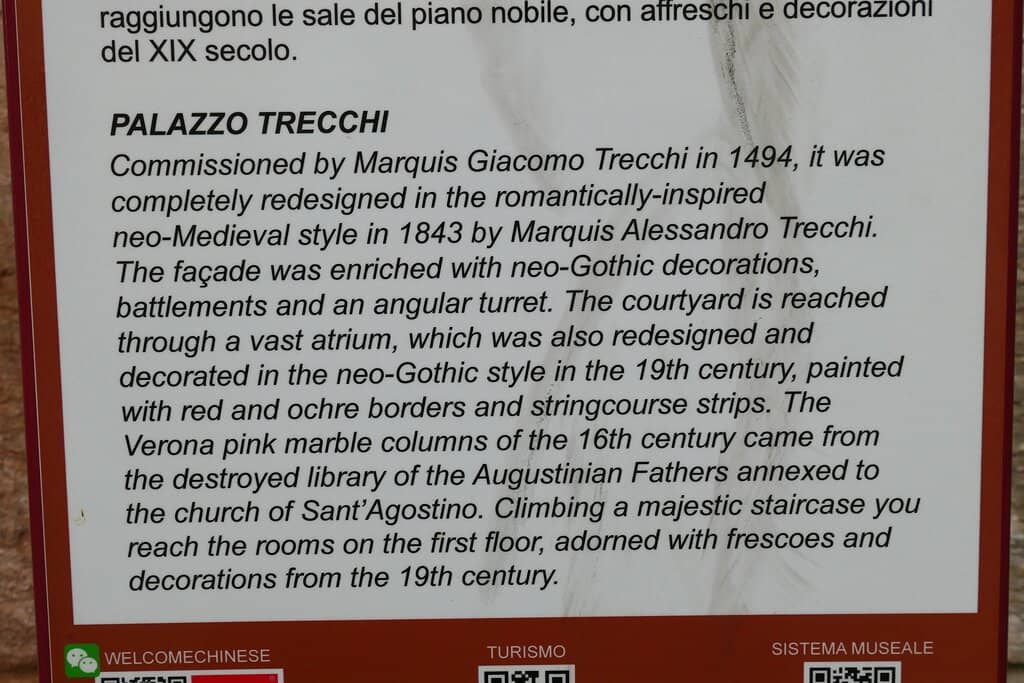 raggiungono le sale del piano nobile, con affreschi e decorazioni
del XIX secolo.
PALAZZO TRECCHI
Commissioned by Marquis Giacomo Trecchi in 1494, it was
completely redesigned in the romantically-inspired
neo-Medieval style in 1843 by Marquis Alessandro Trecchi.
The façade was enriched with neo-Gothic decorations,
battlements and an angular turret. The courtyard is reached
through a vast atrium, which was also redesigned and
decorated in the neo-Gothic style in the 19th century, painted
with red and ochre borders and stringcourse strips. The
Verona pink marble columns of the 16th century came from
the destroyed library of the Augustinian Fathers annexed to
the church of Sant'Agostino. Climbing a majestic staircase you
reach the rooms on the first floor, adorned with frescoes and
decorations from the 19th century.
WELCOMECHINESE
TURISMO
SISTEMA MUSEALE